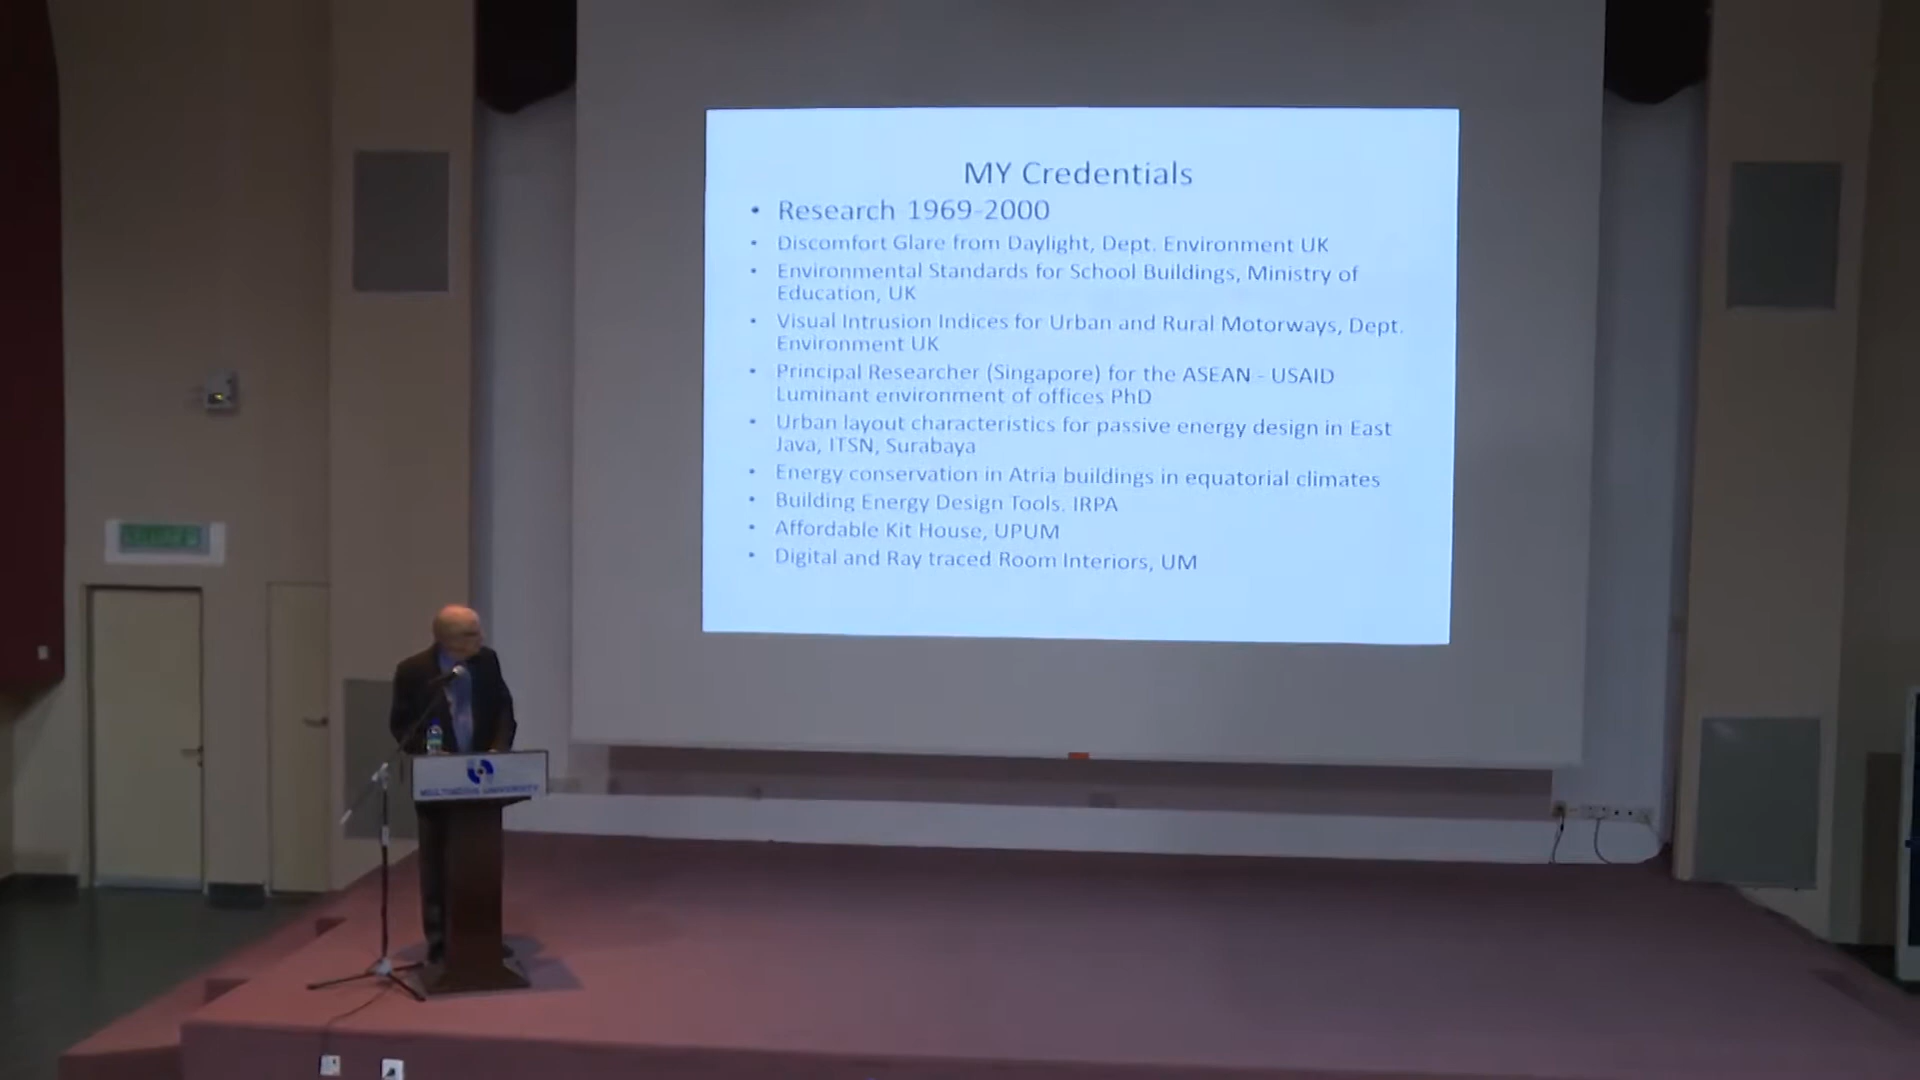 MY Credentials
• Research 1969-2000
• Discomfort Glare from Daylight, Dept. Environment UK
• Environmental Standards for School Buildings, Ministry of
Education, UK
• Visual Intrusion Indices for Urban and Rural Motorways, Dept.
Environment UK
• Principal Researcher (Singapore) for the ASEAN - USAID
Luminant environment of offices PhD
• Urban layout characteristics for passive energy design in East
Java, ITSN, Surabaya
• Energy conservation in Atria buildings in equatorial climates
• Building Energy Design Tools. IRPA
• Affordable Kit House, UPUM
• Digital and Ray traced Room Interiors, UM
MULTIMEDIA UNIVERSITY